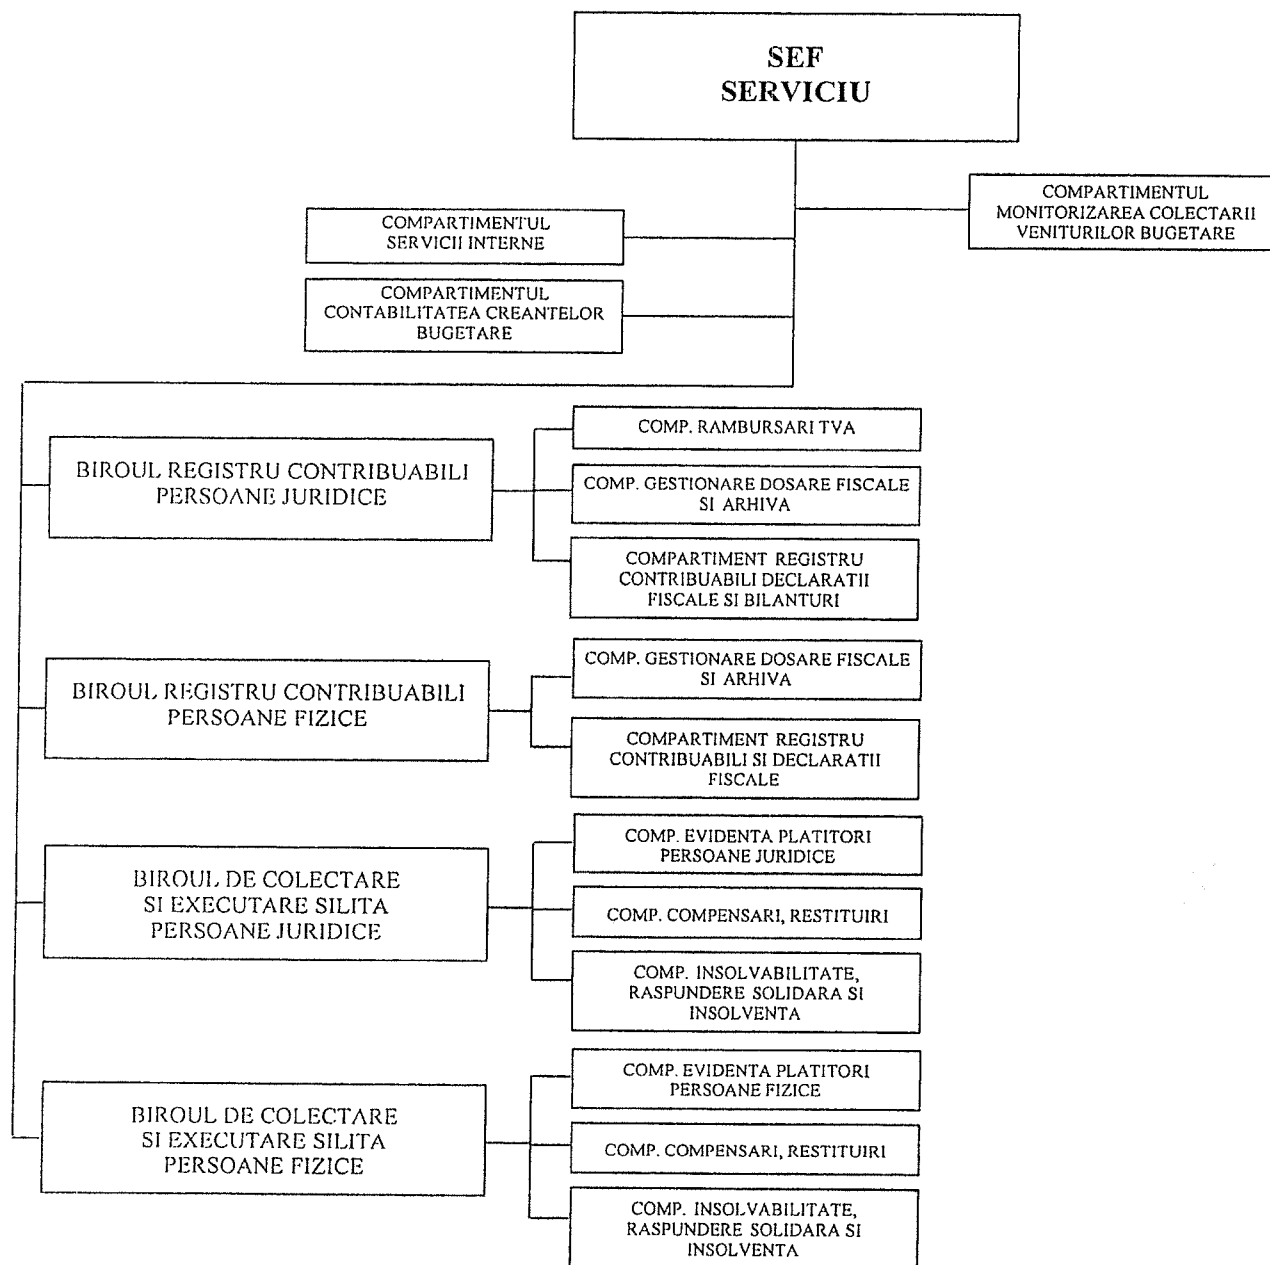 SEF
SERVICIU
COMPARTIMENTUL
MONITORIZAREA COLECTARII
VENITURILOR BUGETARE
COMPARTIMENTUL
SERVICII INTERNE
COMPARTIMENTUL
CONTABILITATEA CREANTELOR
BUGETARE
BIROUL REGISTRU CONTRIBUABILI
PERSOANE JURIDICE
COMP. RAMBURSARI TVA
COMP. GESTIONARE DOSARE FISCALE
SI ARHIVA
COMPARTIMENT REGISTRU
CONTRIBUABILI DECLARATII
FISCALE SI BILANTURI
BIROUL REGISTRU CONTRIBUABILI
PERSOANE FIZICE
COMP. GESTIONARE DOSARE FISCALE
SI ARHIVA
COMPARTIMENT REGISTRU
CONTRIBUABILI SI DECLARATII
FISCALE
BIROUL DE COLECTARE
SI EXECUTARE SILITA
PERSOANE JURIDICE
COMP. EVIDENTA PLATITORI
PERSOANE JURIDICE
COMP. COMPENSARI, RESTITUIRI
COMP. INSOLVABILITATE,
RASPUNDERE SOLIDARA SI
INSOLVENTA
BIROUL DE COLECTARE
SI EXECUTARE SILITA
PERSOANE FIZICE
COMP. EVIDENTA PLATITORI
PERSOANE FIZICE
COMP. COMPENSARI, RESTITUIRI
COMP. INSOLVABILITATE,
RASPUNDERE SOLIDARA SI
INSOLVENTA